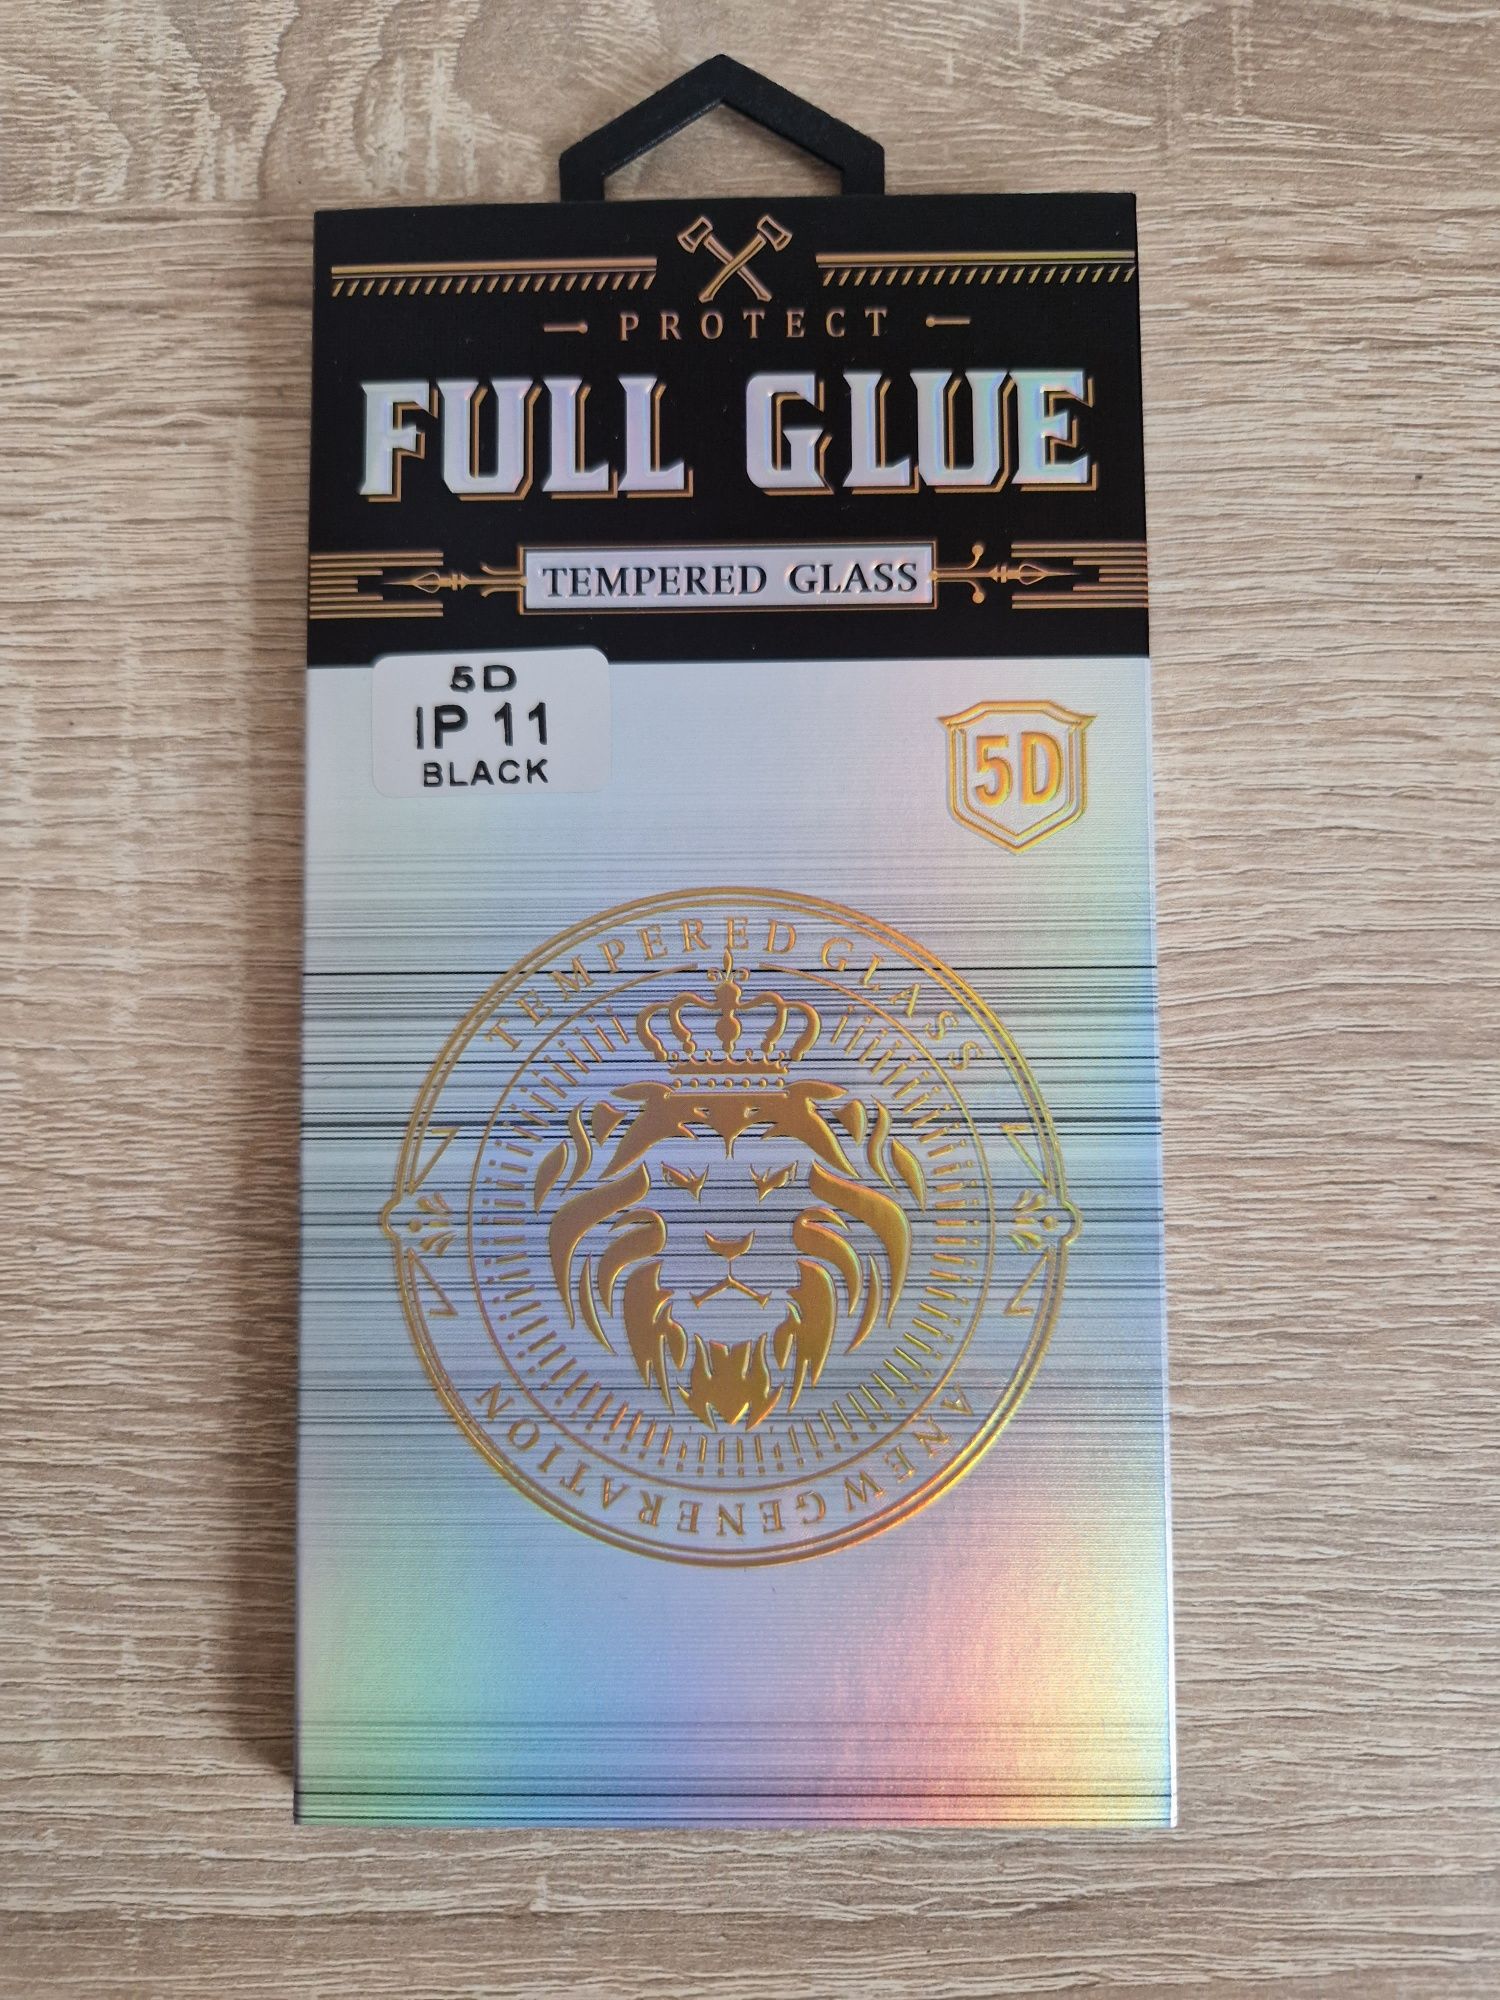 PROTECT
FULL GLUE
TEMPERED GLASS
5D
IP 11
BLACK
5D
TEMPERED GLASS
A NEW GENERATION